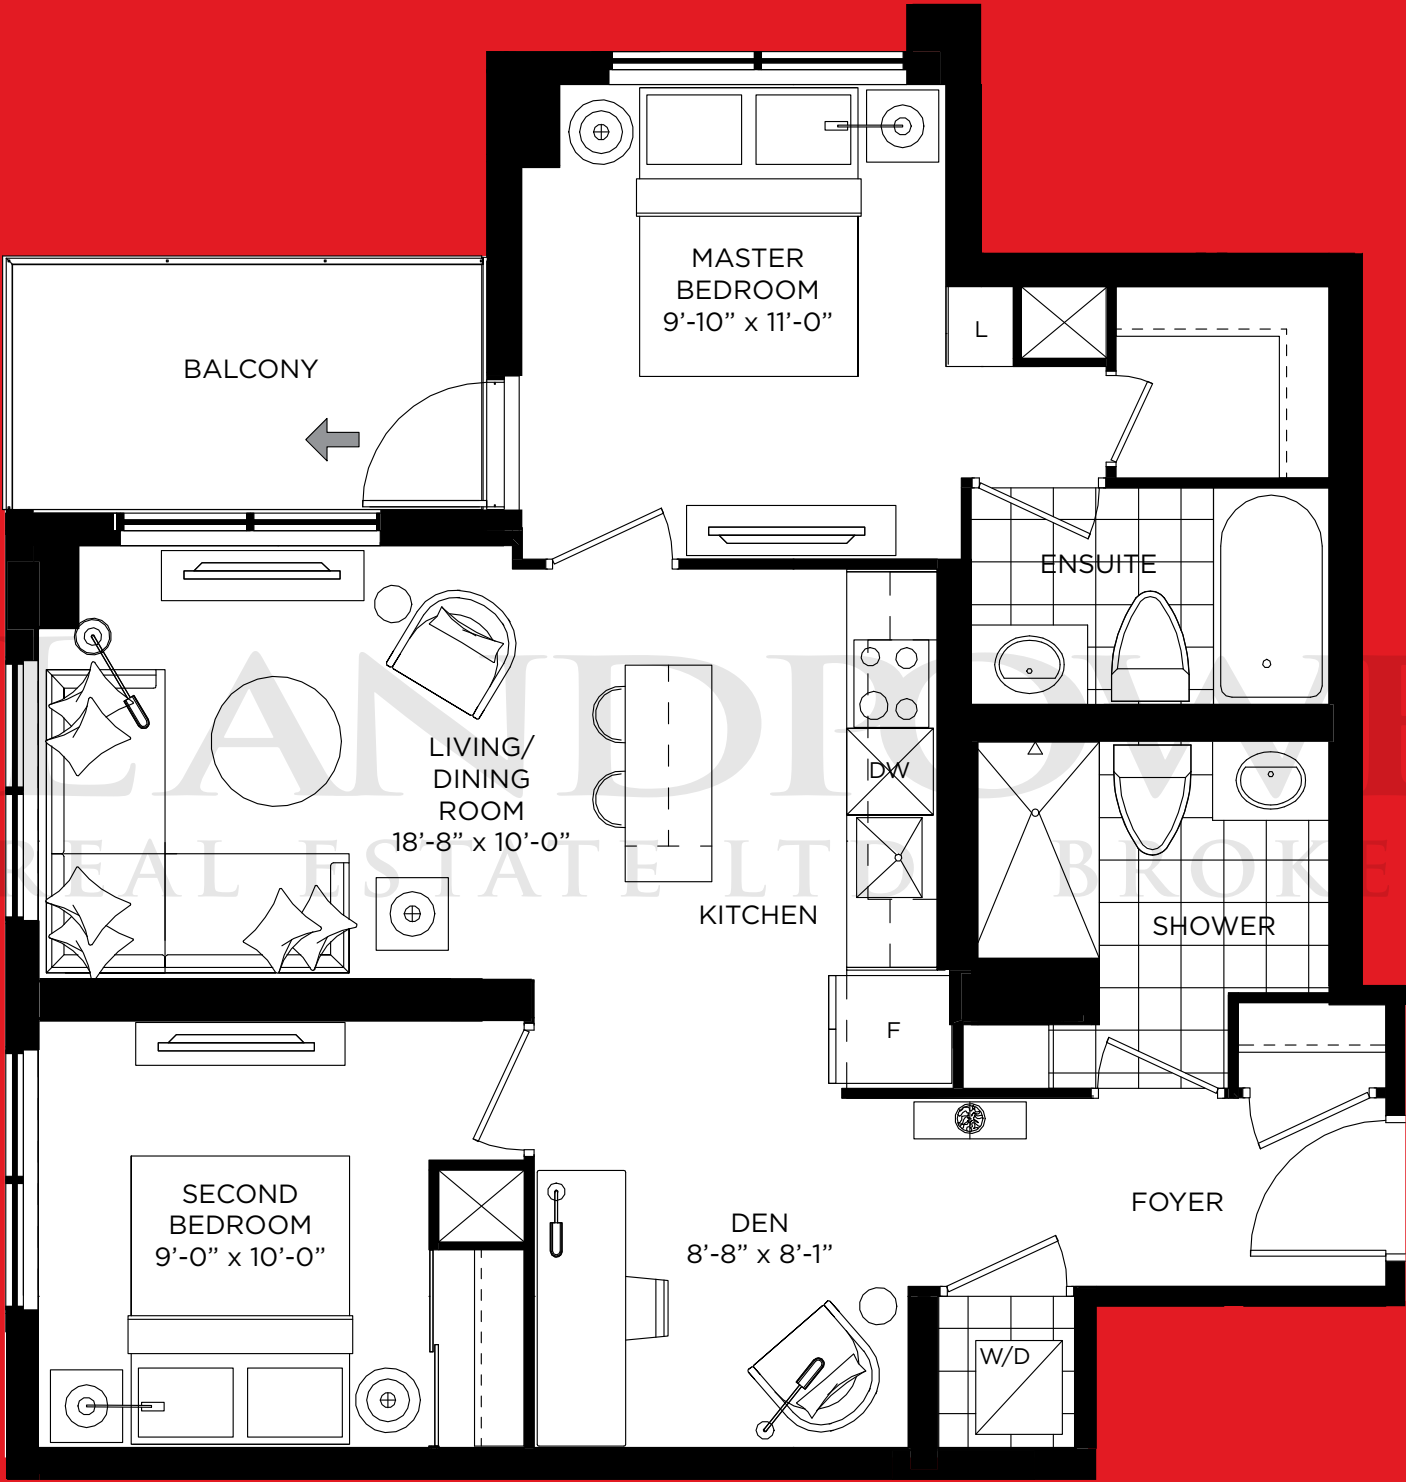 MASTER
BEDROOM
9'-10” x 11'-0”
L
BALCONY
ENSUITE
LANDPOWE
LIVING/
DINING
ROOM
18'-8” x 10'-0”
DW
REAL ESTATE LTD BROKE
KITCHEN
SHOWER
F
SECOND
BEDROOM
9'-0” x 10'-0”
DEN
8'-8” x 8'-1”
FOYER
W/D